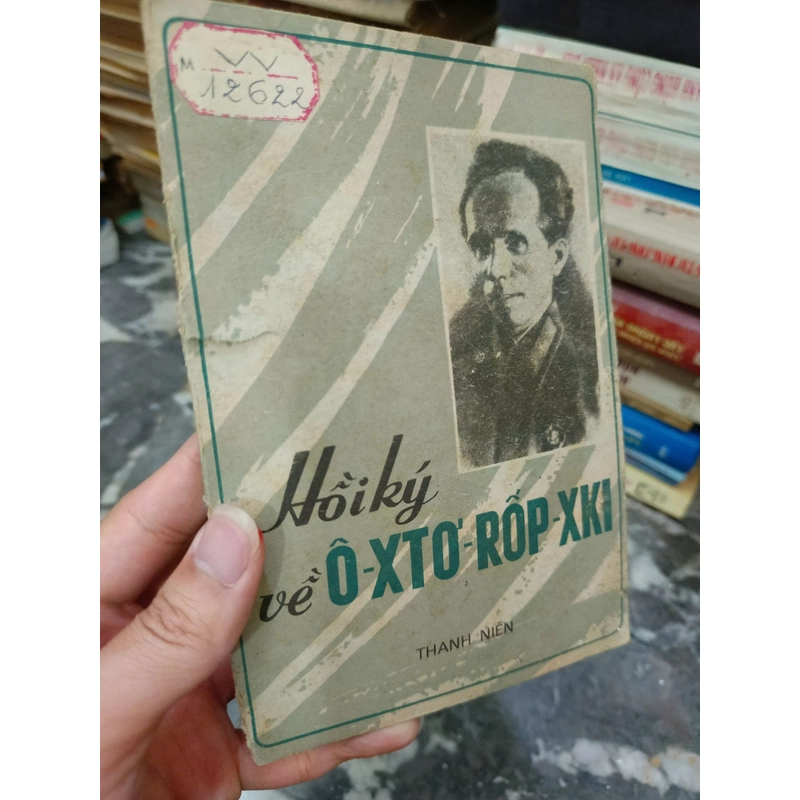 M VV
12622
Hồi ký
về Ô-XTƠ-RỐP-XKI
THANH NIÊN